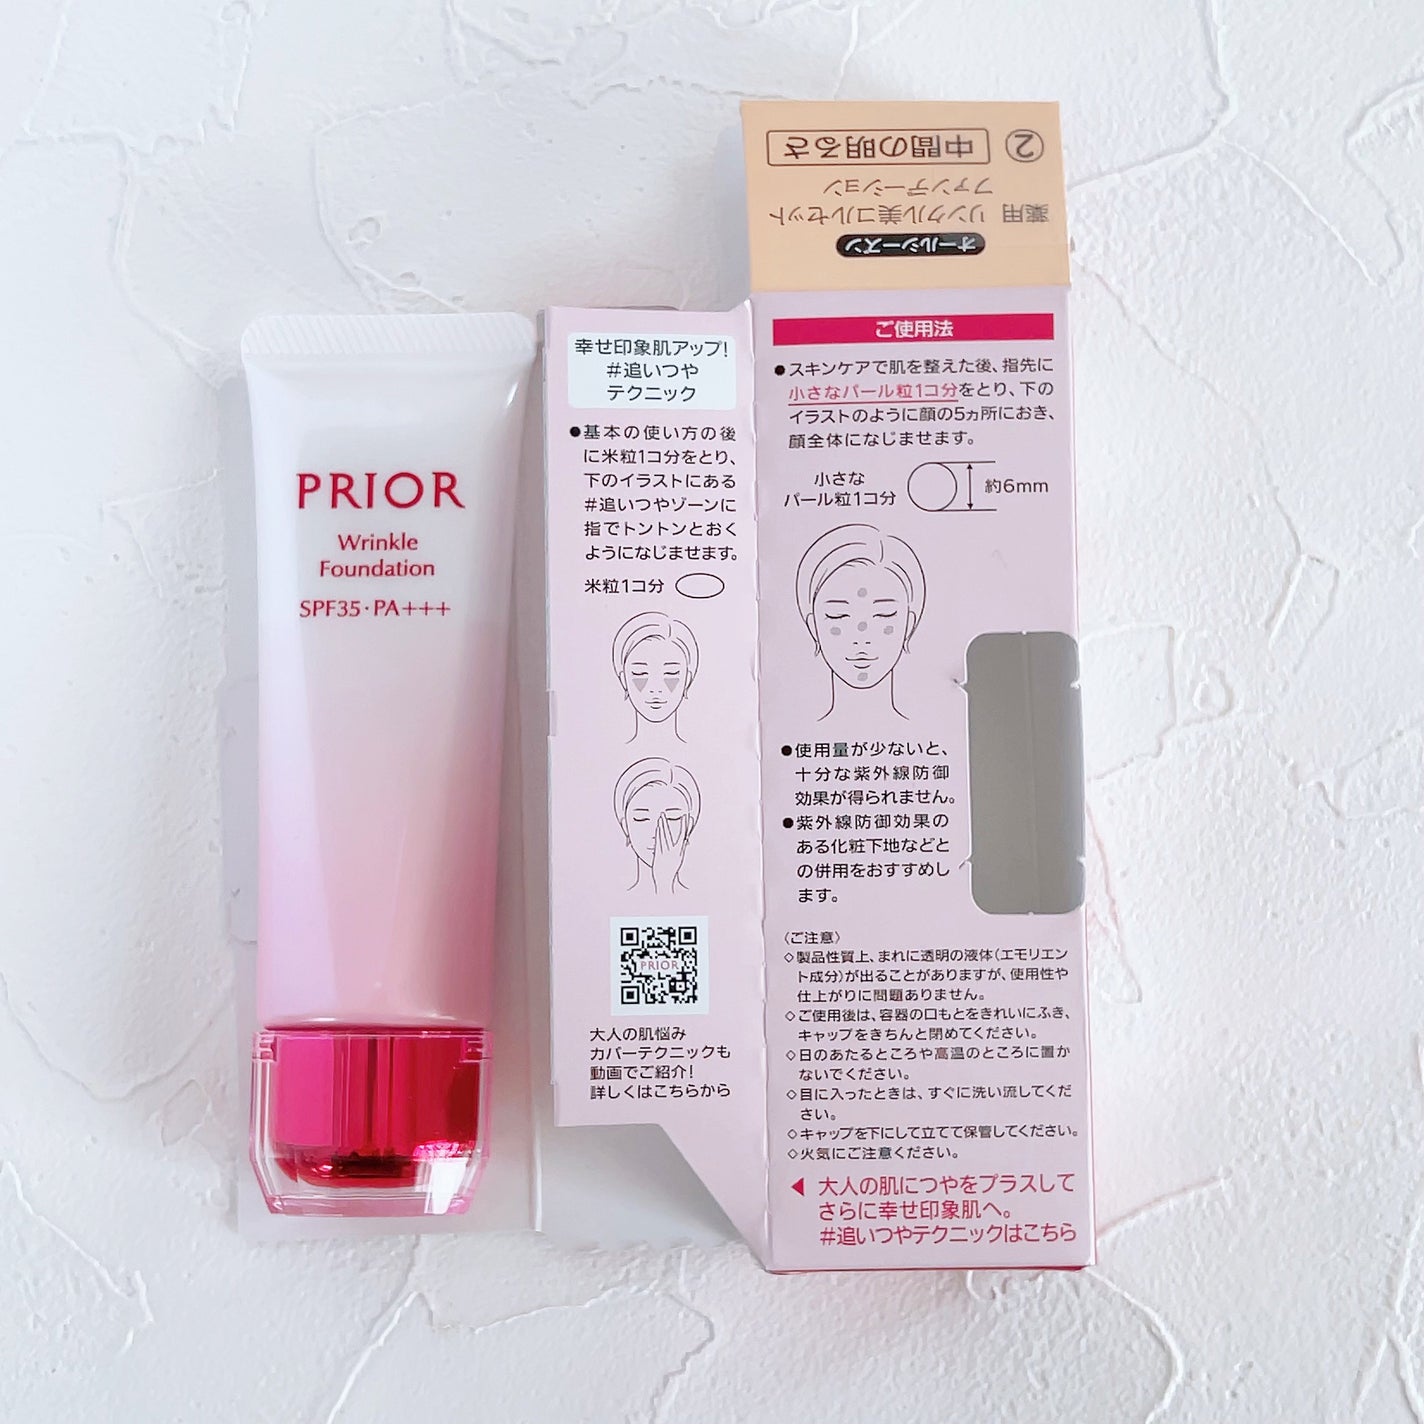 PRIOR
Wrinkle
Foundation
SPF35・PA+++
幸せ印象肌アップ!
#追いつや
テクニック
●基本の使い方の後
に米粒1コ分をとり、
下のイラストにある
#追いつやゾーンに
指でトントンとおく
ようになじませます。
米粒1コ分
PRIOR
大人の肌悩み
カバーテクニックも
動画でご紹介!
詳しくはこちらから
オールシーズン
薬用 リンクル美コルセット
ファンデーション
② 中間の明るさ
ご使用法
●スキンケアで肌を整えた後、指先に
小さなパール粒1コ分をとり、下の
イラストのように顔の5ヵ所におき、
顔全体になじませます。
小さな
パール粒1コ分
約6mm
●使用量が少ないと、
十分な紫外線防御
効果が得られません。
●紫外線防御効果の
ある化粧下地などと
の併用をおすすめし
ます。
〈ご注意〉
◇製品性質上、まれに透明の液体(エモリエン
ト成分)が出ることがありますが、使用性や
仕上がりに問題ありません。
◇ご使用後は、容器の口もとをきれいにふき、
キャップをきちんと閉めてください。
◇日のあたるところや高温のところに置か
ないでください。
◇目に入ったときは、すぐに洗い流してくだ
さい。
◇キャップを下にして立てて保管してください。
◇火気にご注意ください。
◀ 大人の肌につやをプラスして
さらに幸せ印象肌へ。
#追いつやテクニックはこちら